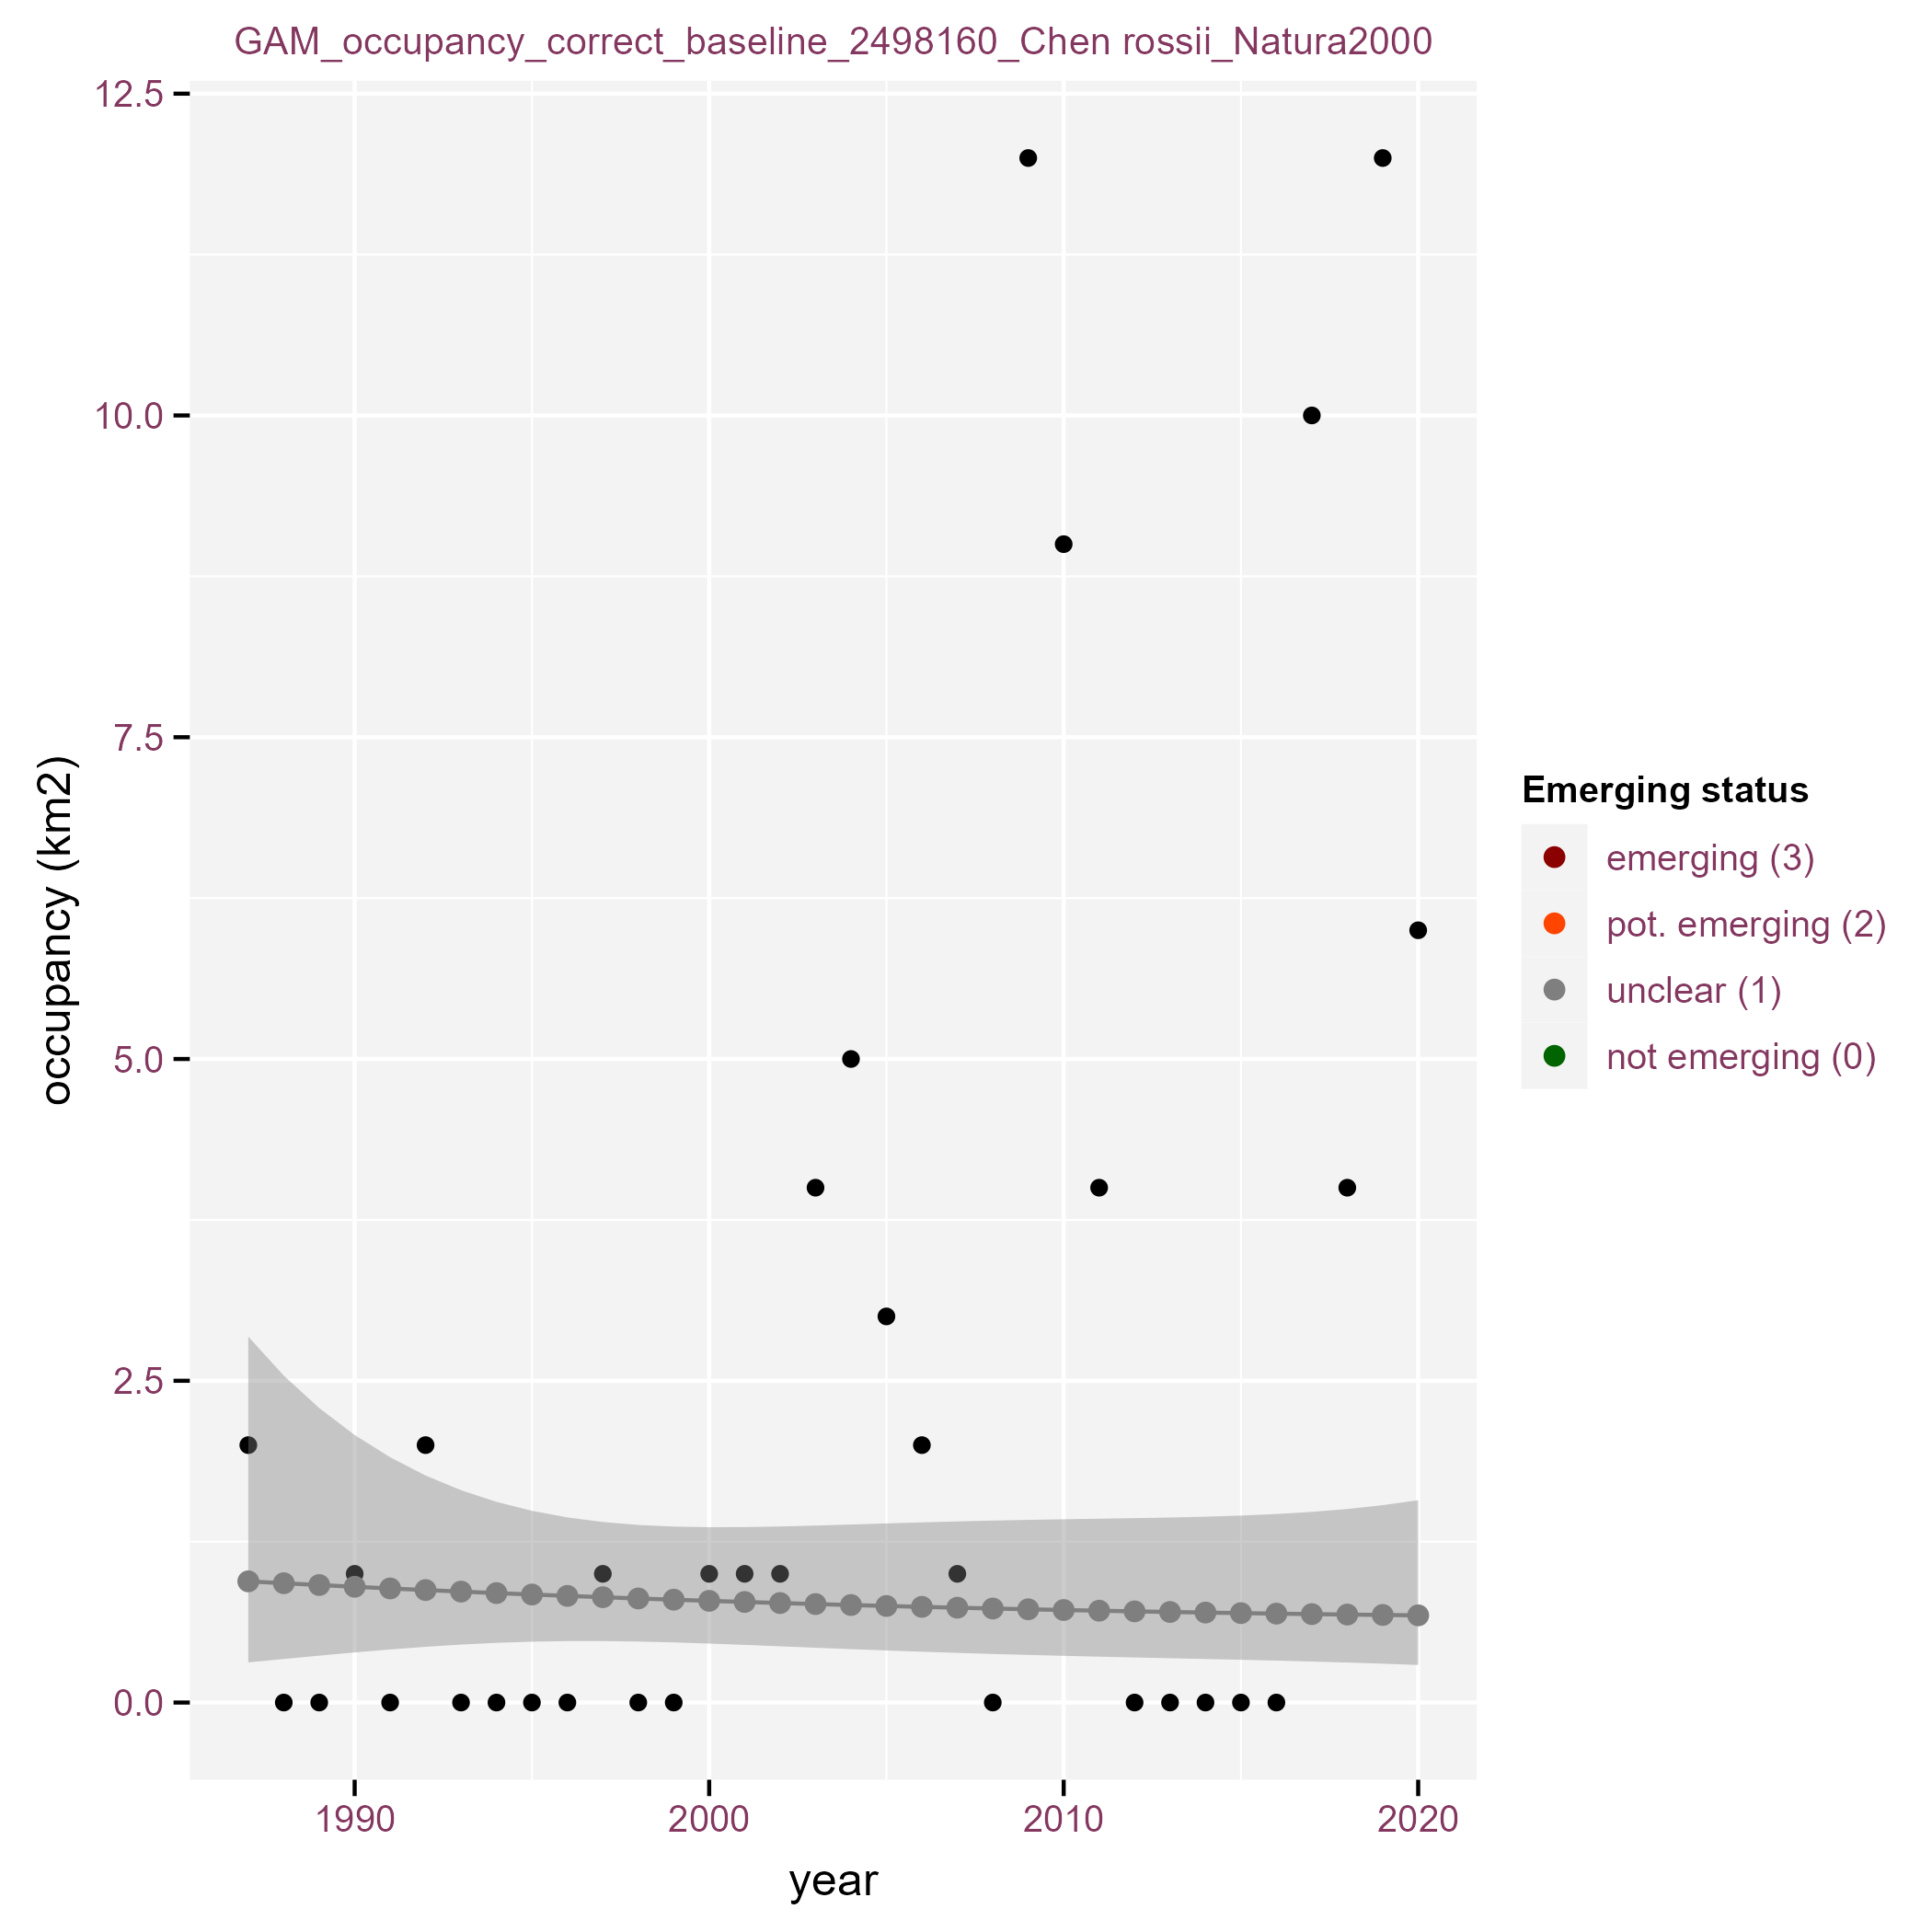 GAM_occupancy_correct_baseline_2498160_Chen rossii_Natura2000
12.5
10.0
7.5
5.0
2.5
0.0
occupancy (km2)
1990
2000
2010
2020
year
Emerging status
emerging (3)
pot. emerging (2)
unclear (1)
not emerging (0)